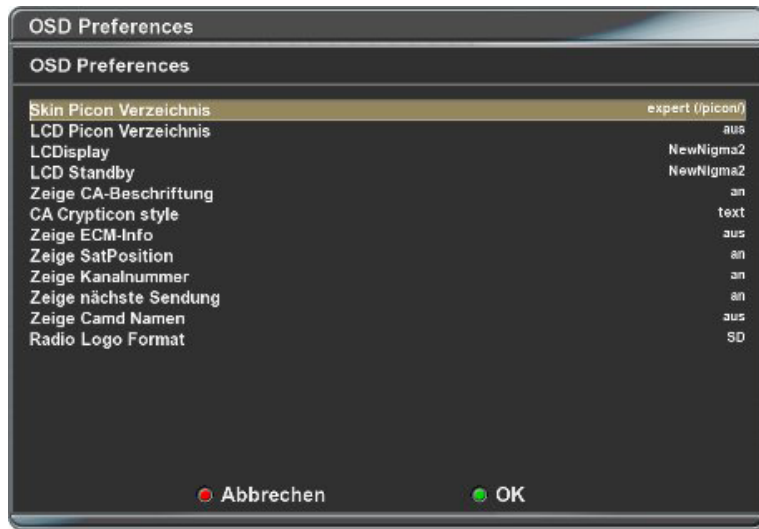 OSD Preferences
OSD Preferences
Skin Picon Verzeichnis expert (/picon/)
LCD Picon Verzeichnis aus
LCDisplay NewNigma2
LCD Standby NewNigma2
Zeige CA-Beschriftung an
CA Crypticon style text
Zeige ECM-Info aus
Zeige SatPosition an
Zeige Kanalnummer an
Zeige nächste Sendung an
Zeige Camd Namen aus
Radio Logo Format SD
Abbrechen OK